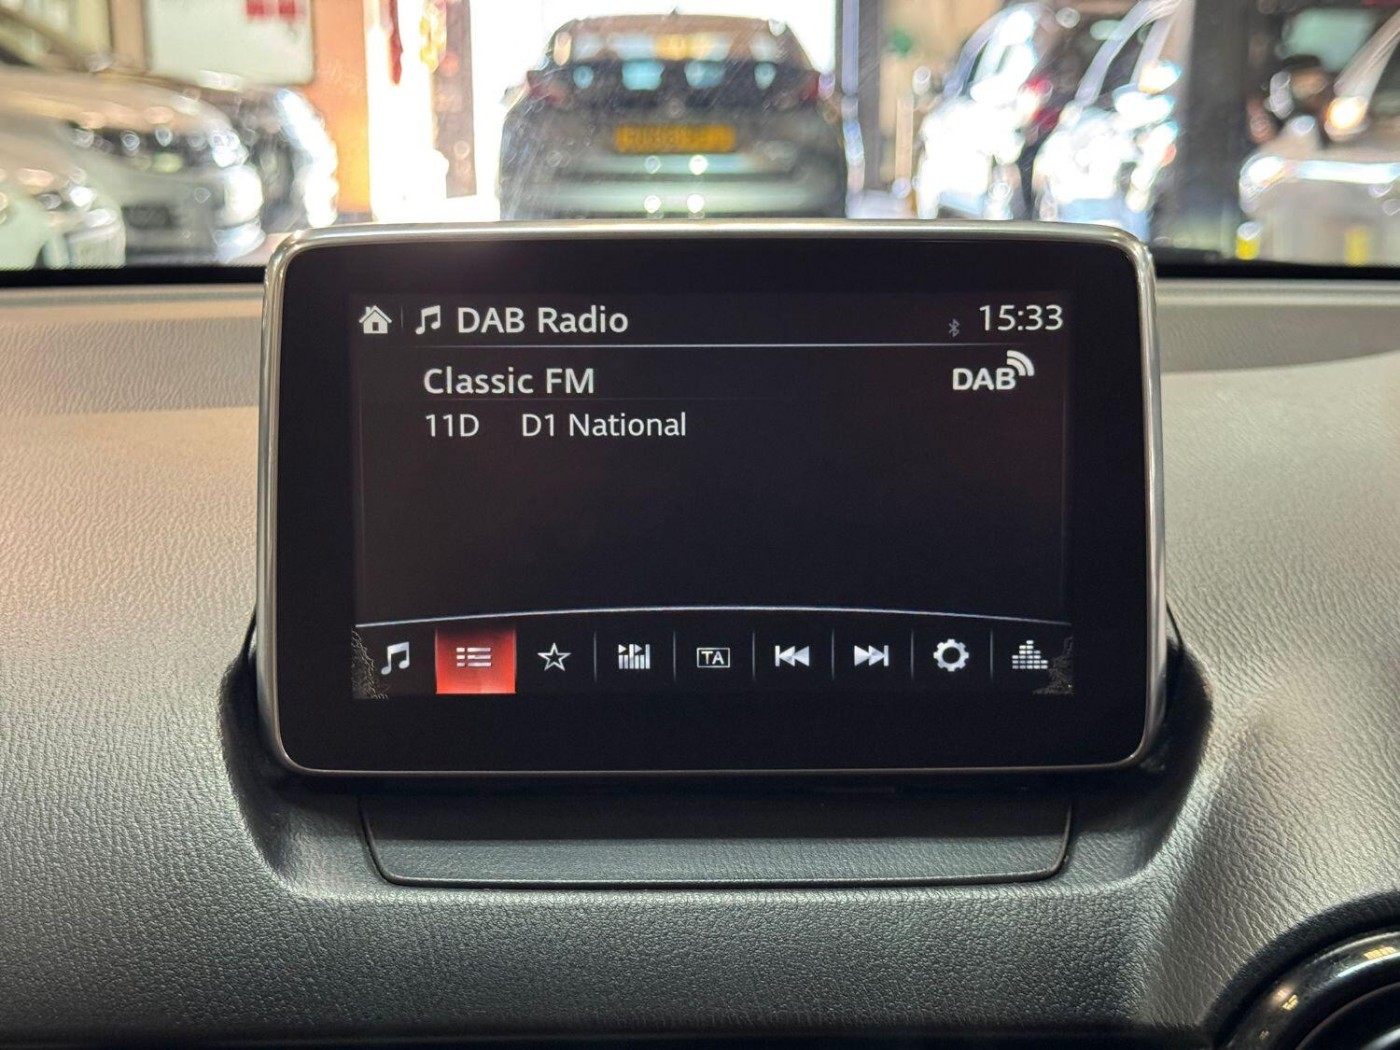 DAB Radio 15:33
Classic FM DAB
11D D1 National
TA